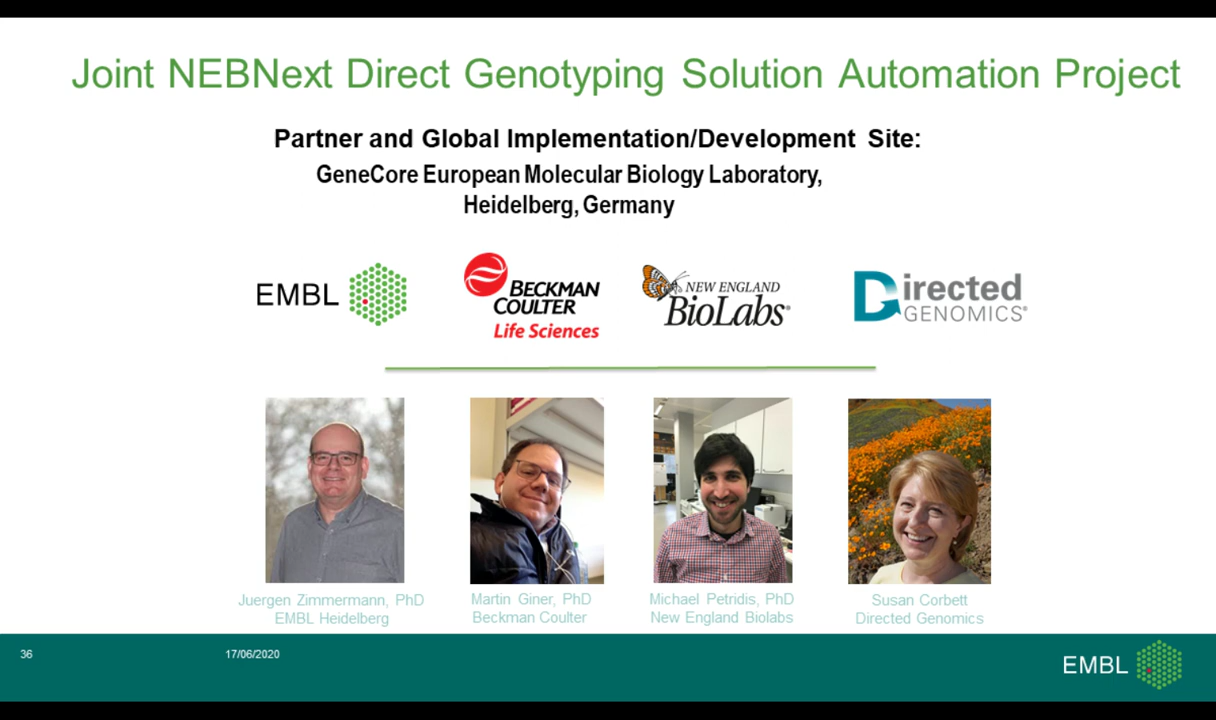 Joint NEBNext Direct Genotyping Solution Automation Project
Partner and Global Implementation/Development Site:
GeneCore European Molecular Biology Laboratory,
Heidelberg, Germany
EMBL
BECKMAN
COULTER
Life Sciences
NEW ENGLAND
BioLabs®
Directed
GENOMICS®
Juergen Zimmermann, PhD
EMBL Heidelberg
Martin Giner, PhD
Beckman Coulter
Michael Petridis, PhD
New England Biolabs
Susan Corbett
Directed Genomics
36
17/06/2020
EMBL